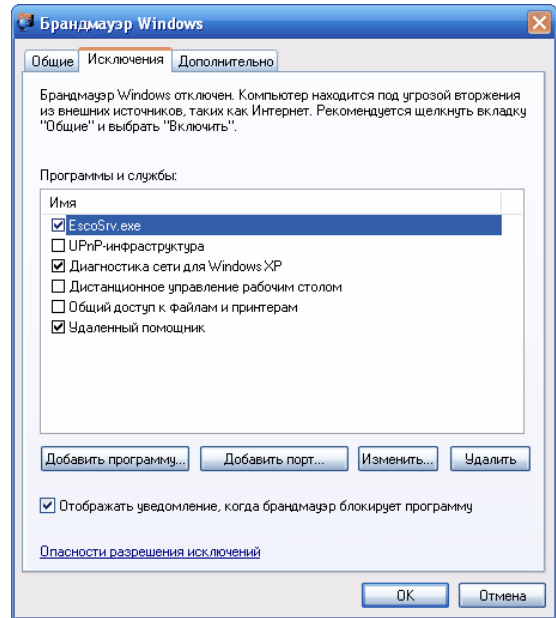 Брандмауэр Windows
Общие Исключения Дополнительно
Брандмауэр Windows отключен. Компьютер находится под угрозой вторжения
из внешних источников, таких как Интернет. Рекомендуется щелкнуть вкладку
"Общие" и выбрать "Включить".
Программы и службы:
Имя
EscoSrv.exe
UPnP-инфраструктура
Диагностика сети для Windows XP
Дистанционное управление рабочим столом
Общий доступ к файлам и принтерам
Удаленный помощник
Добавить программу... Добавить порт... Изменить... Удалить
Отображать уведомление, когда брандмауэр блокирует программу
Опасности разрешения исключений
ОК Отмена